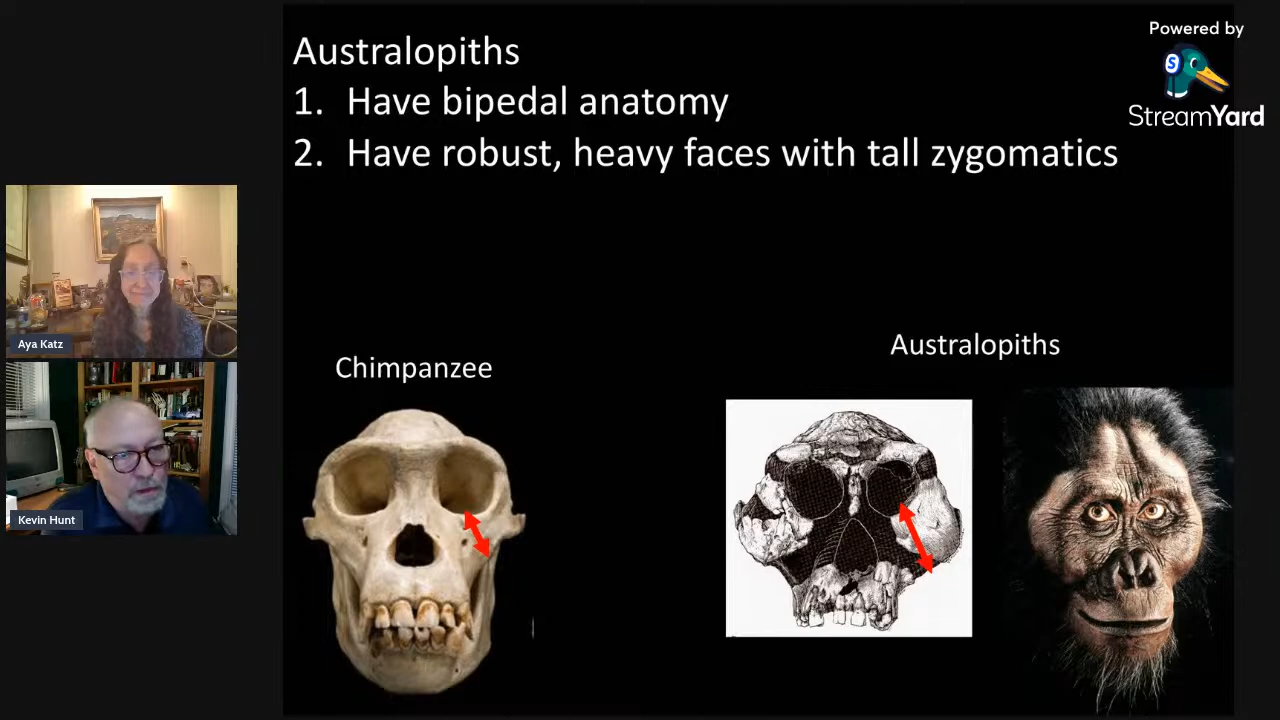 Australopiths
1. Have bipedal anatomy
2. Have robust, heavy faces with tall zygomatics
Powered by
S
StreamYard
Aya Katz
Kevin Hunt
Chimpanzee
Australopiths